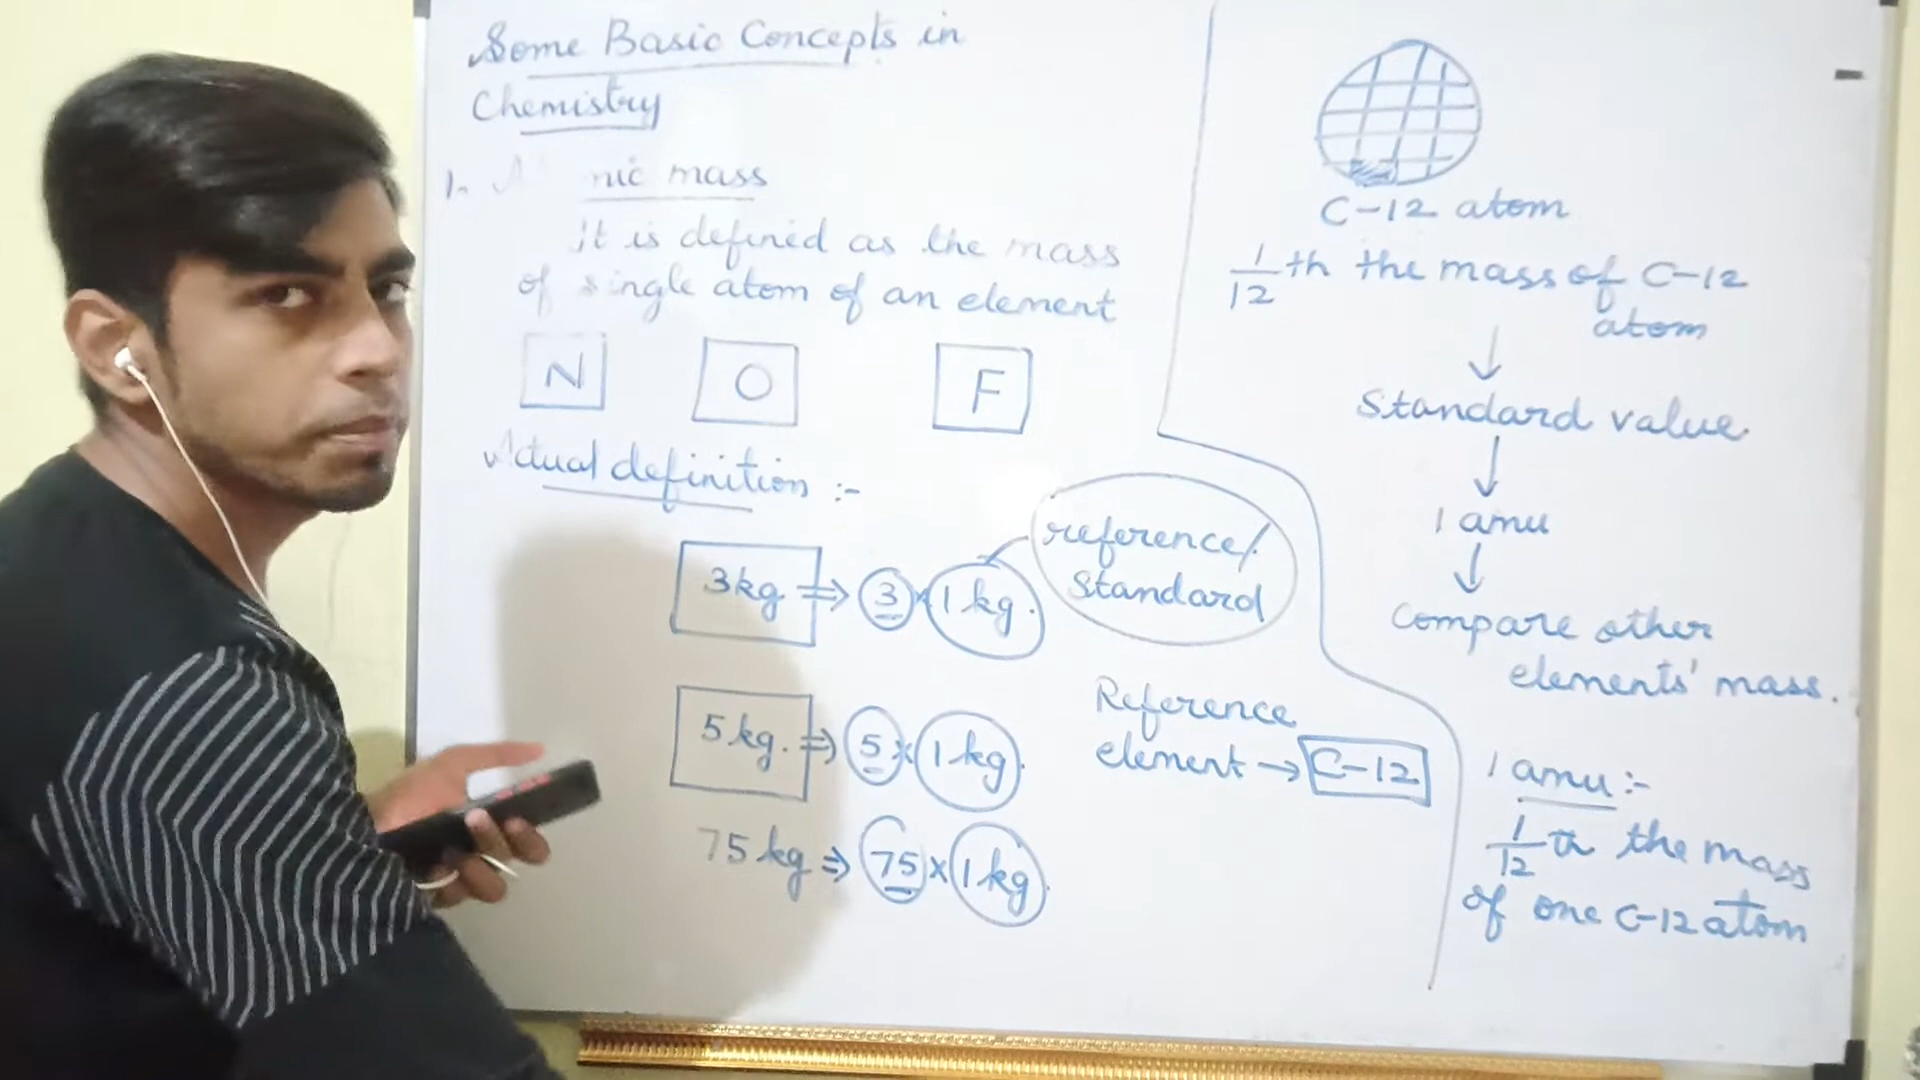 Some Basic Concepts in
Chemistry
1. nic mass
It is defined as the mass
of single atom of an element
N O F
Actual definition :-
3kg ⇒ 3 × 1 kg.
reference/
standard
5 kg. ⇒ 5 × 1 kg.
75 kg ⇒ 75 × 1 kg.
Reference
element → C-12
C-12 atom
1/12 th the mass of C-12
atom
↓
Standard value
↓
1 amu
↓
Compare other
elements' mass.
1 amu :-
1/12 the mass
of one C-12 atom